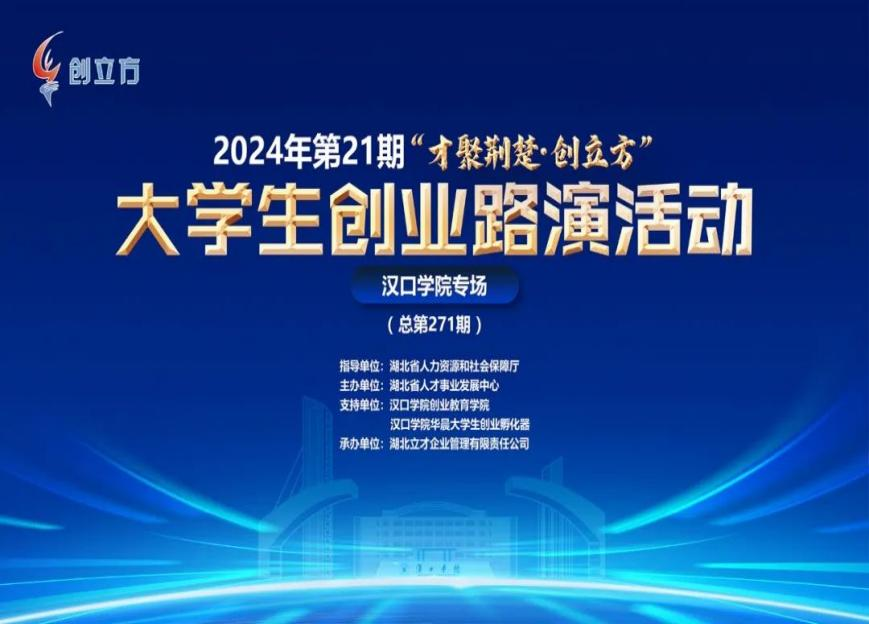 创立方
2024年第21期“才聚荆楚·创立方”
大学生创业路演活动
汉口学院专场
（总第271期）
指导单位：湖北省人力资源和社会保障厅
主办单位：湖北省人才事业发展中心
支持单位：汉口学院创业教育学院
汉口学院华晨大学生创业孵化器
承办单位：湖北立才企业管理有限责任公司